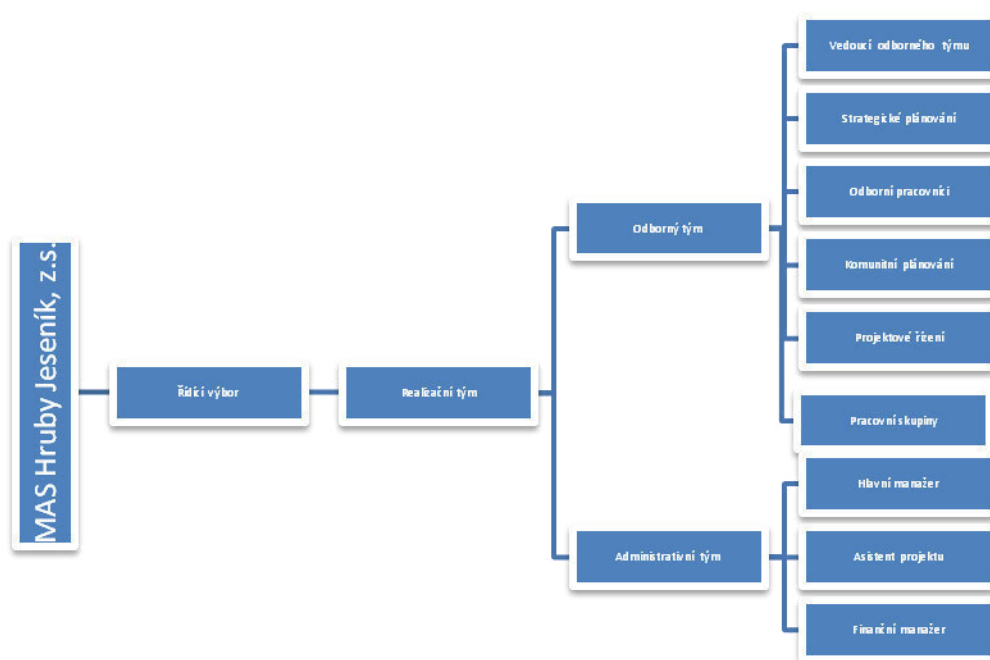 MAS Hruby Jeseník, z.s.
Řídící výbor
Realizační tým
Odborný tým
Vedoucí odborného týmu
Strategické plánování
Odborní pracovníci
Komunitní plánování
Projektové řízení
Pracovní skupiny
Administrativní tým
Hlavní manažer
Asistent projektu
Finanční manažer